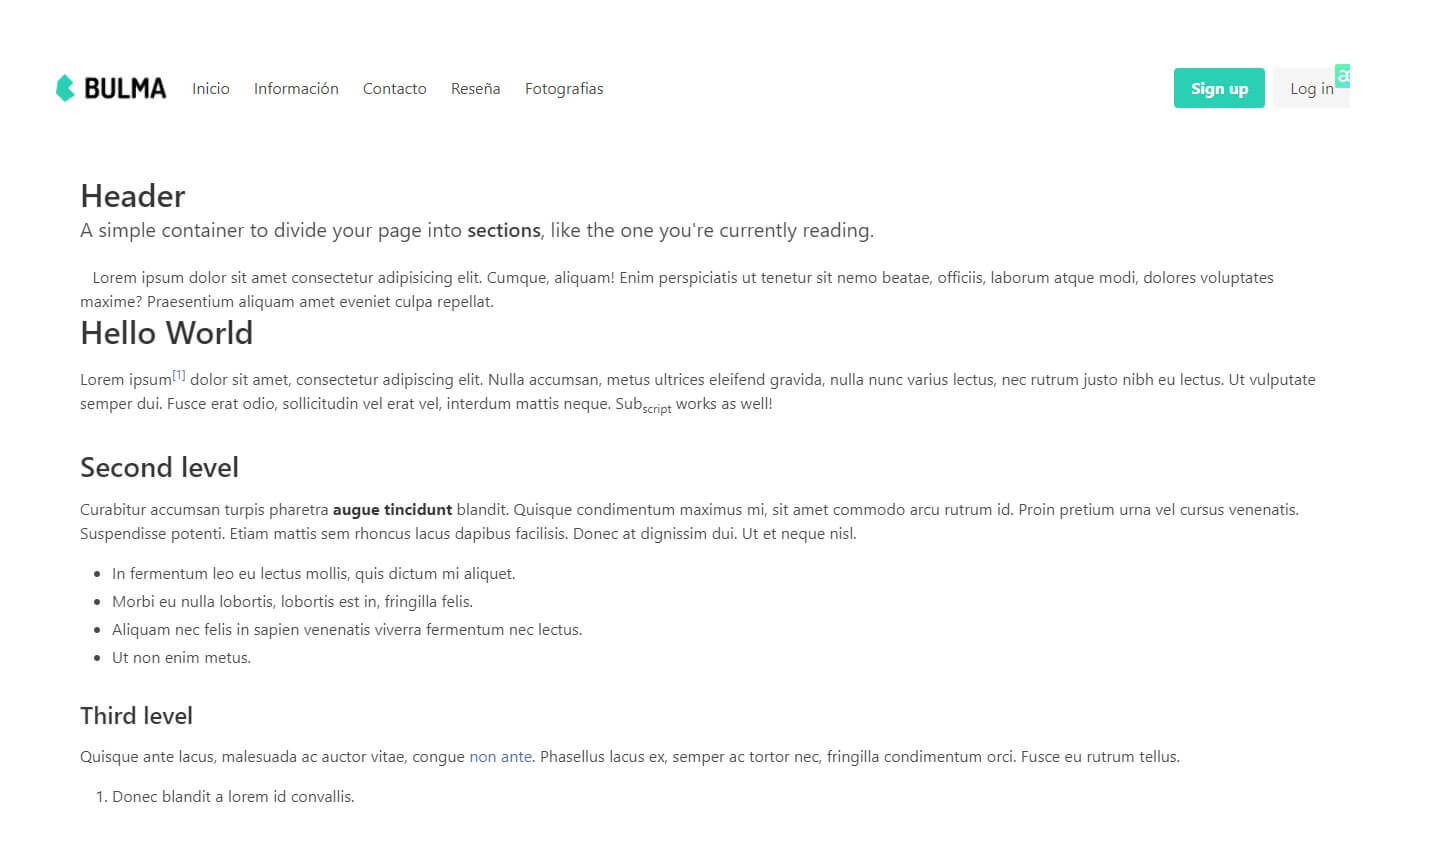 BULMA Inicio Información Contacto Reseña Fotografias Sign up Log in æ
Header
A simple container to divide your page into sections, like the one you're currently reading.
Lorem ipsum dolor sit amet consectetur adipisicing elit. Cumque, aliquam! Enim perspiciatis ut tenetur sit nemo beatae, officiis, laborum atque modi, dolores voluptates
maxime? Praesentium aliquam amet eveniet culpa repellat.
Hello World
Lorem ipsum[1] dolor sit amet, consectetur adipiscing elit. Nulla accumsan, metus ultrices eleifend gravida, nulla nunc varius lectus, nec rutrum justo nibh eu lectus. Ut vulputate
semper dui. Fusce erat odio, sollicitudin vel erat vel, interdum mattis neque. Subscript works as well!
Second level
Curabitur accumsan turpis pharetra augue tincidunt blandit. Quisque condimentum maximus mi, sit amet commodo arcu rutrum id. Proin pretium urna vel cursus venenatis.
Suspendisse potenti. Etiam mattis sem rhoncus lacus dapibus facilisis. Donec at dignissim dui. Ut et neque nisl.
• In fermentum leo eu lectus mollis, quis dictum mi aliquet.
• Morbi eu nulla lobortis, lobortis est in, fringilla felis.
• Aliquam nec felis in sapien venenatis viverra fermentum nec lectus.
• Ut non enim metus.
Third level
Quisque ante lacus, malesuada ac auctor vitae, congue non ante. Phasellus lacus ex, semper ac tortor nec, fringilla condimentum orci. Fusce eu rutrum tellus.
1. Donec blandit a lorem id convallis.